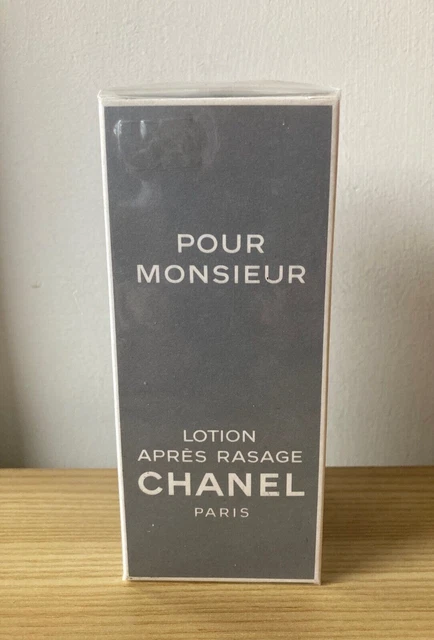 POUR
MONSIEUR
LOTION
APRÈS RASAGE
CHANEL
PARIS